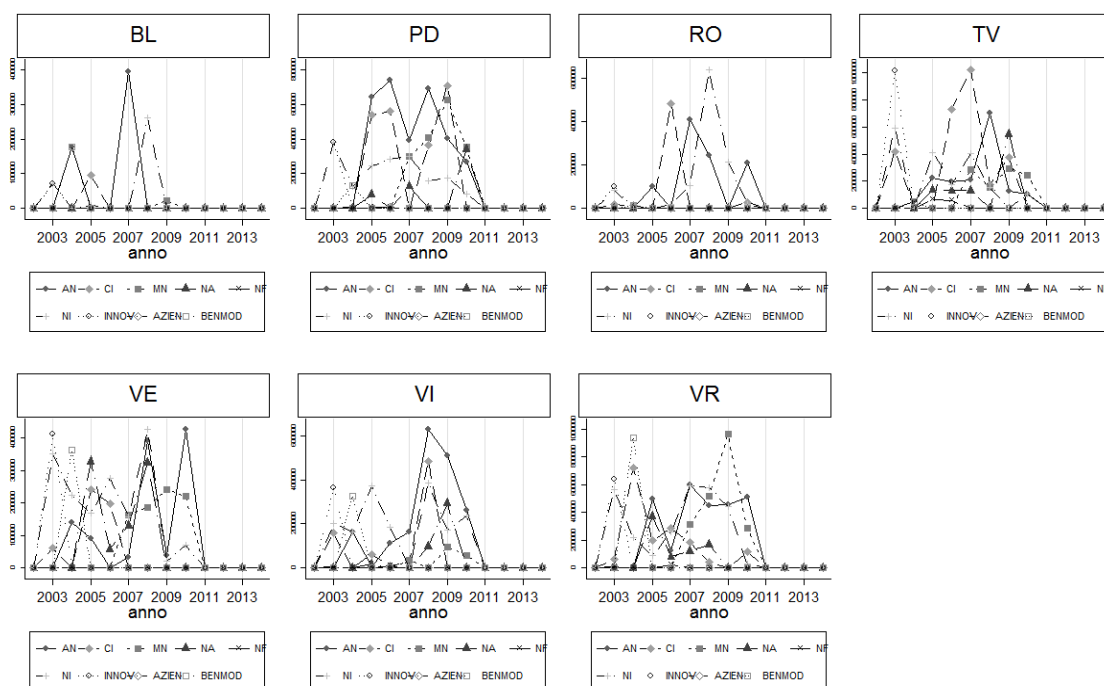 BL PD RO TV
2003 2005 2007 2009 2011 2013 2003 2005 2007 2009 2011 2013 2003 2005 2007 2009 2011 2013 2003 2005 2007 2009 2011 2013
anno anno anno anno
AN CI MN NA NF AN CI MN NA NF AN CI MN NA NF AN CI MN NA NF
NI INNOV AZIEN BENMOD NI INNOV AZIEN BENMOD NI INNOV AZIEN BENMOD NI INNOV AZIEN BENMOD
VE VI VR
2003 2005 2007 2009 2011 2013 2003 2005 2007 2009 2011 2013 2003 2005 2007 2009 2011 2013
anno anno anno
AN CI MN NA NF AN CI MN NA NF AN CI MN NA NF
NI INNOV AZIEN BENMOD NI INNOV AZIEN BENMOD NI INNOV AZIEN BENMOD